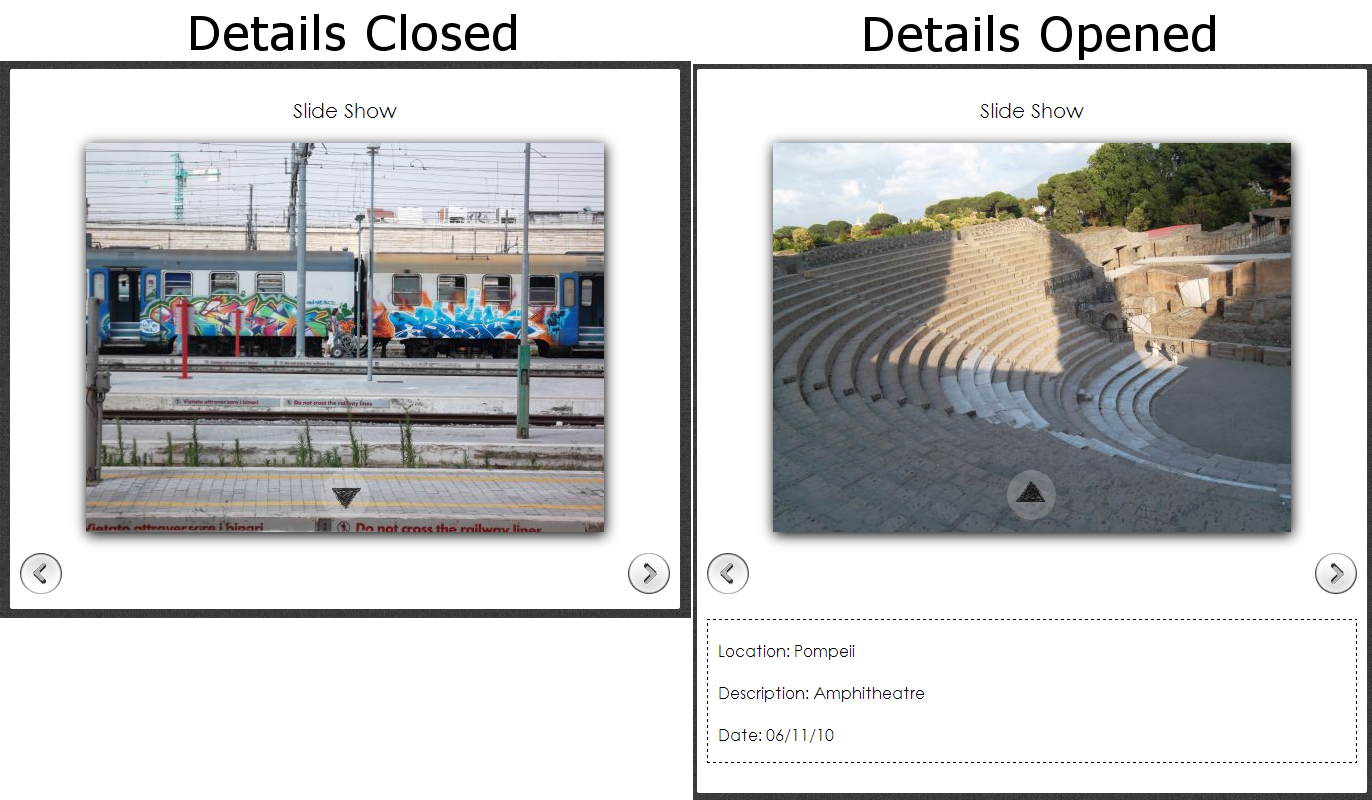 Details Closed
Details Opened
Slide Show
Vietato attraversare i binari
Do not cross the railway lines
Vietato attraversare i binari
Do not cross the railway lines
Slide Show
Location: Pompeii
Description: Amphitheatre
Date: 06/11/10